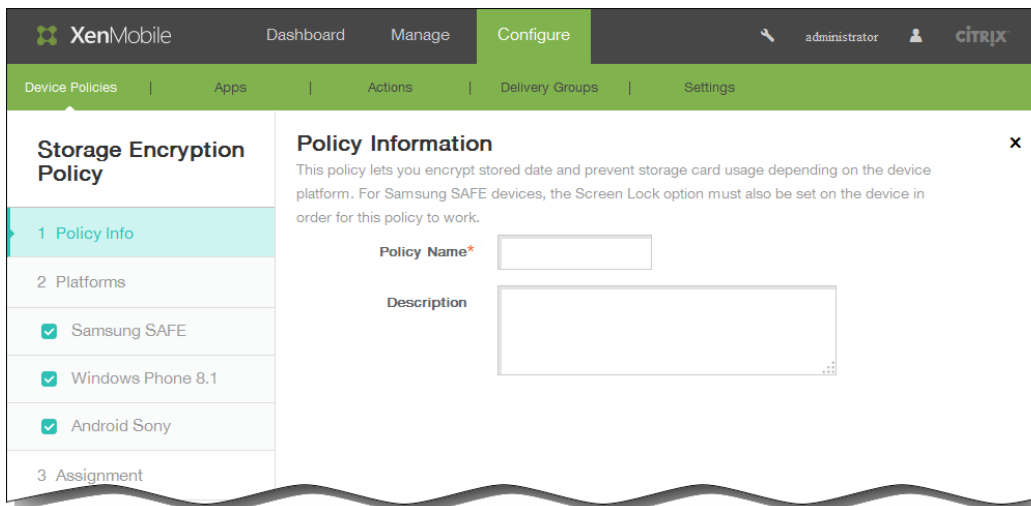 XenMobile Dashboard Manage Configure administrator CİTRIX
Device Policies | Apps | Actions | Delivery Groups | Settings
Storage Encryption Policy
1 Policy Info
2 Platforms
Samsung SAFE
Windows Phone 8.1
Android Sony
3 Assignment
Policy Information
x
This policy lets you encrypt stored date and prevent storage card usage depending on the device
platform. For Samsung SAFE devices, the Screen Lock option must also be set on the device in
order for this policy to work.
Policy Name*
Description